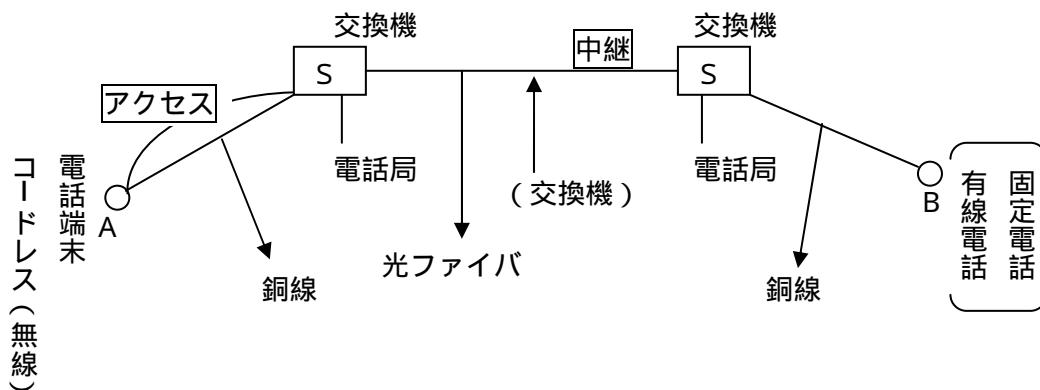 交換機
交換機
中継
S
S
アクセス
電話局
電話局
(交換機)
コードレス(無線)
電話端末
A
B
有線電話
固定電話
光ファイバ
銅線
銅線